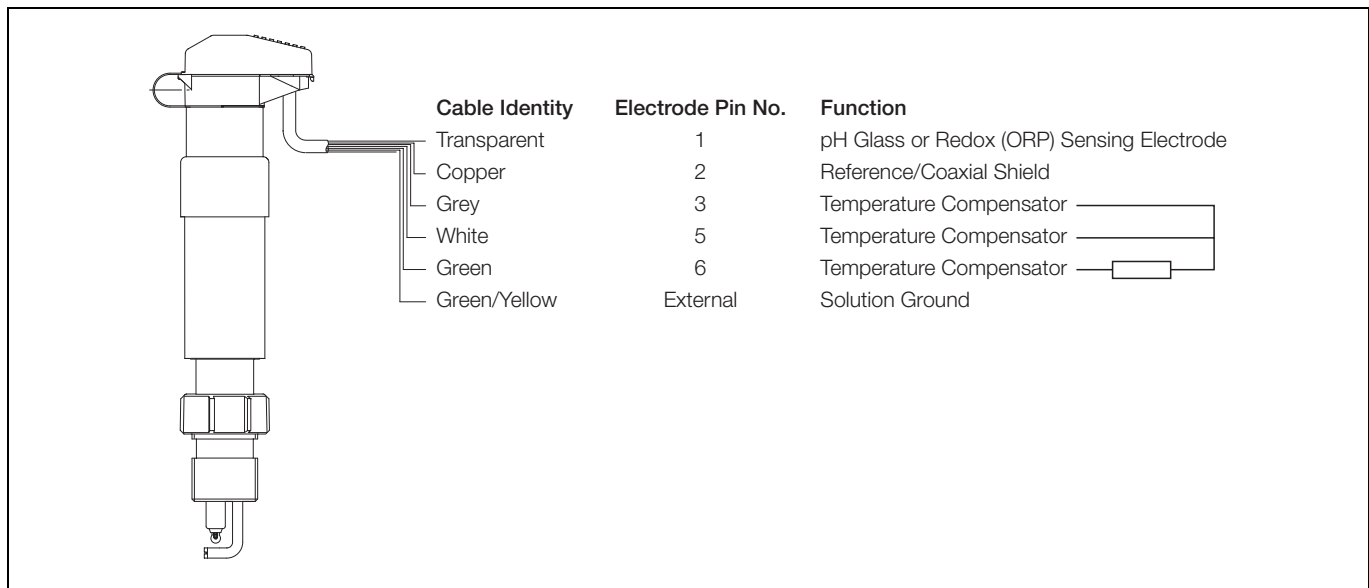 Cable Identity Electrode Pin No. Function
Transparent 1 pH Glass or Redox (ORP) Sensing Electrode
Copper 2 Reference/Coaxial Shield
Grey 3 Temperature Compensator
White 5 Temperature Compensator
Green 6 Temperature Compensator
Green/Yellow External Solution Ground